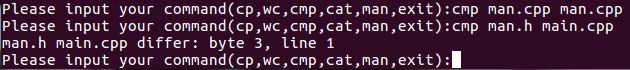 Please input your command(cp,wc,cmp,cat,man,exit):cmp man.cpp man.cpp
Please input your command(cp,wc,cmp,cat,man,exit):cmp man.h main.cpp
man.h main.cpp differ: byte 3, line 1
Please input your command(cp,wc,cmp,cat,man,exit):